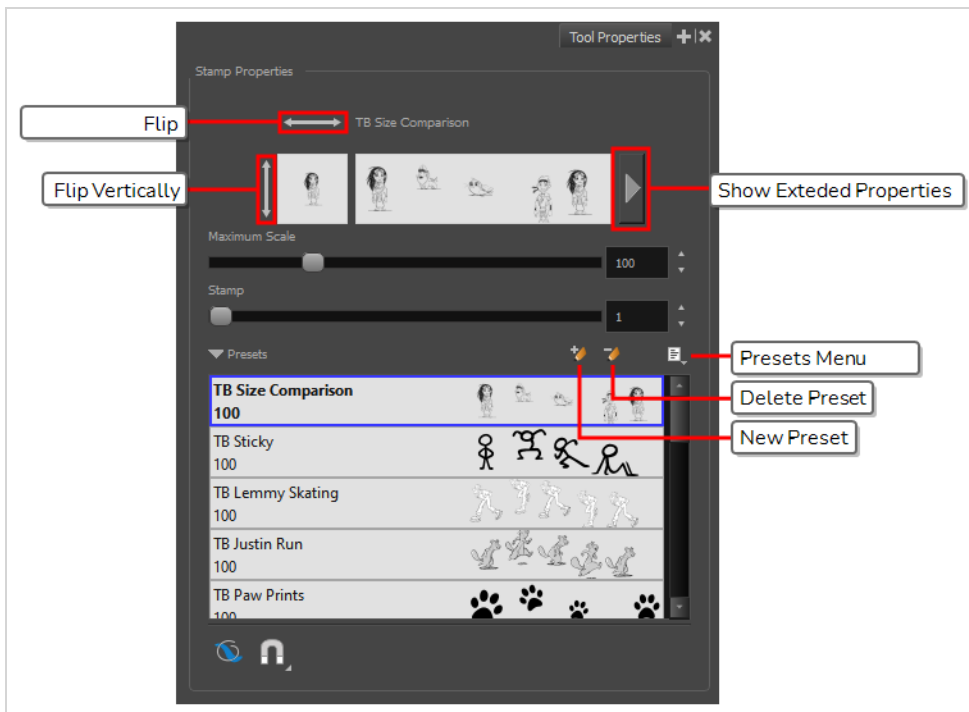 Tool Properties
Stamp Properties
Flip
TB Size Comparison
Flip Vertically
Show Exteded Properties
Maximum Scale
100
Stamp
1
Presets
Presets Menu
Delete Preset
New Preset
TB Size Comparison
100
TB Sticky
100
TB Lemmy Skating
100
TB Justin Run
100
TB Paw Prints
100